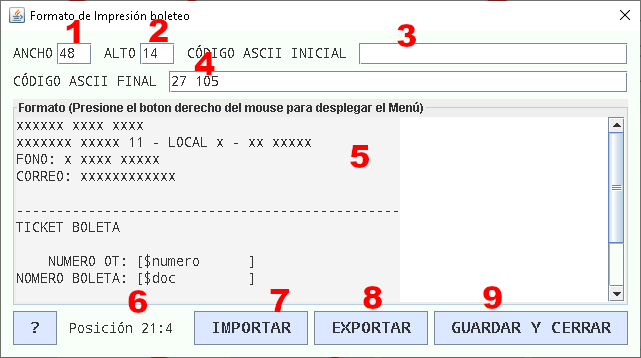 Formato de Impresión boleteo
1 2 3
ANCHO 48 ALTO 14 CÓDIGO ASCII INICIAL
4
CÓDIGO ASCII FINAL 27 105
Formato (Presione el boton derecho del mouse para desplegar el Menú)
xxxxxx xxxx xxxx
xxxxxxx xxxxx 11 - LOCAL x - xx xxxxx
5
FONO: x xxxx xxxxx
CORREO: xxxxxxxxxxxx
------------------------------------------------
TICKET BOLETA
NUMERO OT: [$numero ]
NOMERO BOLETA: [$doc ]
6 7 8 9
? Posición 21:4 IMPORTAR EXPORTAR GUARDAR Y CERRAR